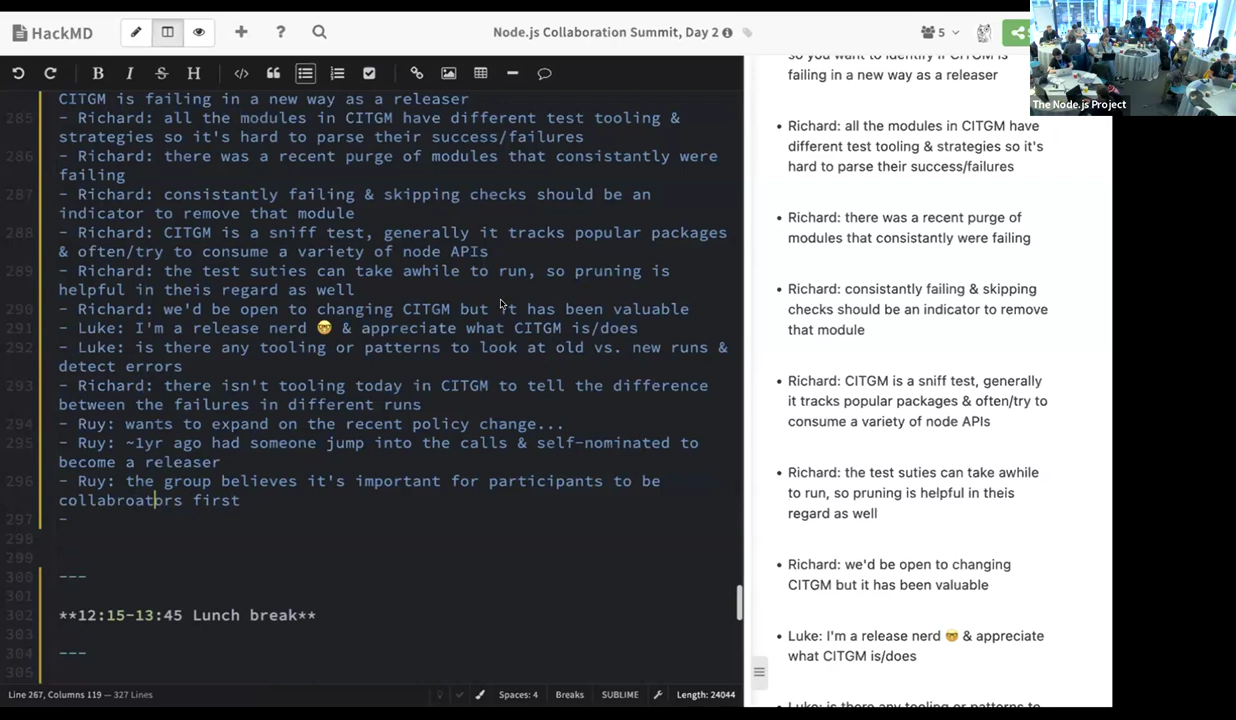 HackMD
Node.js Collaboration Summit, Day 2
5
The Node.js Project
B I S H
CITGM is failing in a new way as a releaser
285 - Richard: all the modules in CITGM have different test tooling &
strategies so it's hard to parse their success/failures
286 - Richard: there was a recent purge of modules that consistantly were
failing
287 - Richard: consistantly failing & skipping checks should be an
indicator to remove that module
288 - Richard: CITGM is a sniff test, generally it tracks popular packages
& often/try to consume a variety of node APIs
289 - Richard: the test suties can take awhile to run, so pruning is
helpful in theis regard as well
290 - Richard: we'd be open to changing CITGM but it has been valuable
291 - Luke: I'm a release nerd 🤓 & appreciate what CITGM is/does
292 - Luke: is there any tooling or patterns to look at old vs. new runs &
detect errors
293 - Richard: there isn't tooling today in CITGM to tell the difference
between the failures in different runs
294 - Ruy: wants to expand on the recent policy change...
295 - Ruy: ~1yr ago had someone jump into the calls & self-nominated to
become a releaser
296 - Ruy: the group believes it's important for participants to be
collabroators first
297 -
298
299
300 ---
301
302 **12:15-13:45 Lunch break**
303
304 ---
305
Line 267, Columns 119 — 327 Lines
Spaces: 4
Breaks
SUBLIME
Length: 24044
so you want to identify if CITGM is
failing in a new way as a releaser
• Richard: all the modules in CITGM have
different test tooling & strategies so it's
hard to parse their success/failures
• Richard: there was a recent purge of
modules that consistantly were failing
• Richard: consistantly failing & skipping
checks should be an indicator to remove
that module
• Richard: CITGM is a sniff test, generally
it tracks popular packages & often/try to
consume a variety of node APIs
• Richard: the test suties can take awhile
to run, so pruning is helpful in theis
regard as well
• Richard: we'd be open to changing
CITGM but it has been valuable
• Luke: I'm a release nerd 🤓 & appreciate
what CITGM is/does
• Luke: is there any tooling or patterns to